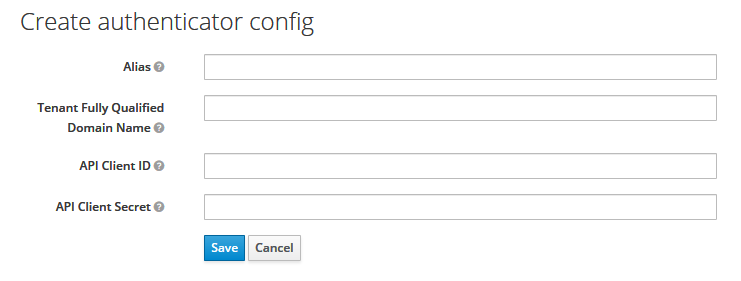 Create authenticator config
Alias
Tenant Fully Qualified
Domain Name
API Client ID
API Client Secret
Save Cancel